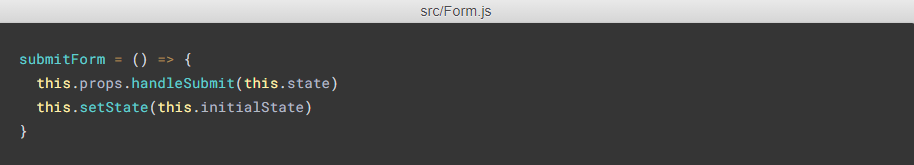 src/Form.js
submitForm = () => {
  this.props.handleSubmit(this.state)
  this.setState(this.initialState)
}